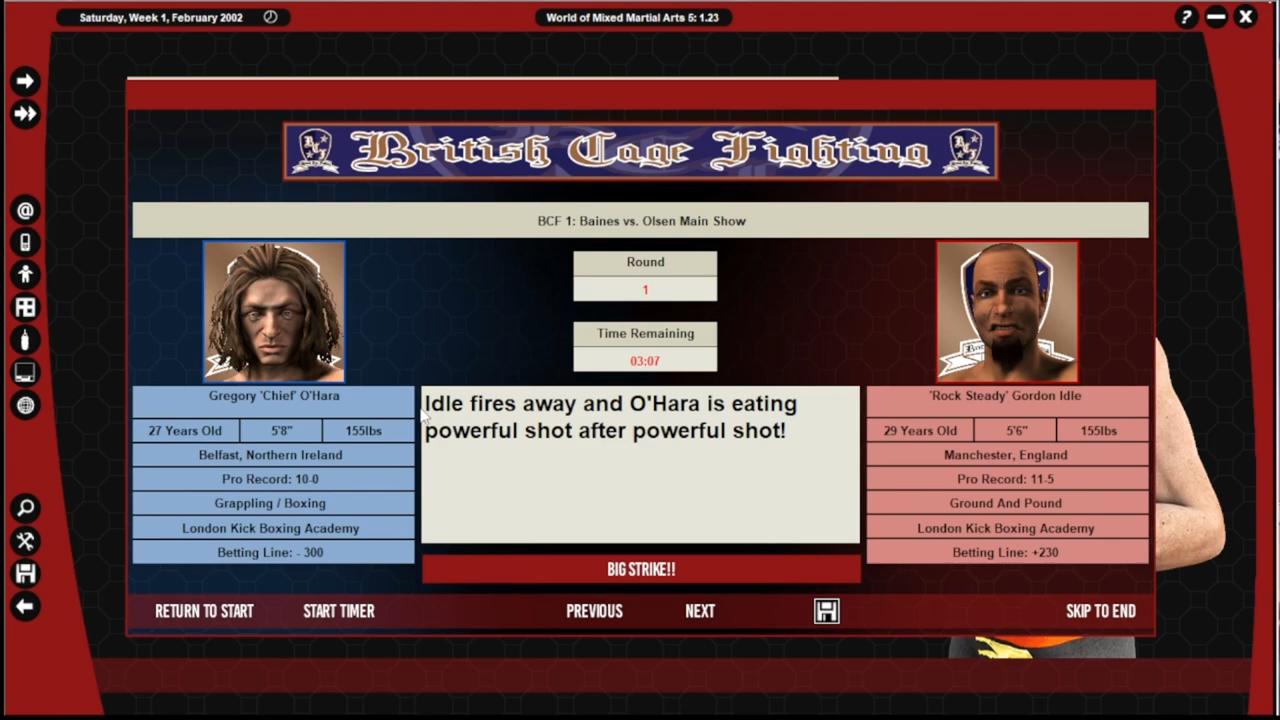 Saturday, Week 1, February 2002
World of Mixed Martial Arts 5: 1.23
British Cage Fighting
BCF 1: Baines vs. Olsen Main Show
Round
1
Time Remaining
03:07
Gregory 'Chief' O'Hara
27 Years Old 5'8" 155lbs
Belfast, Northern Ireland
Pro Record: 10-0
Grappling / Boxing
London Kick Boxing Academy
Betting Line: - 300
Idle fires away and O'Hara is eating
powerful shot after powerful shot!
BIG STRIKE!!
'Rock Steady' Gordon Idle
29 Years Old 5'6" 155lbs
Manchester, England
Pro Record: 11-5
Ground And Pound
London Kick Boxing Academy
Betting Line: +230
RETURN TO START START TIMER PREVIOUS NEXT SKIP TO END